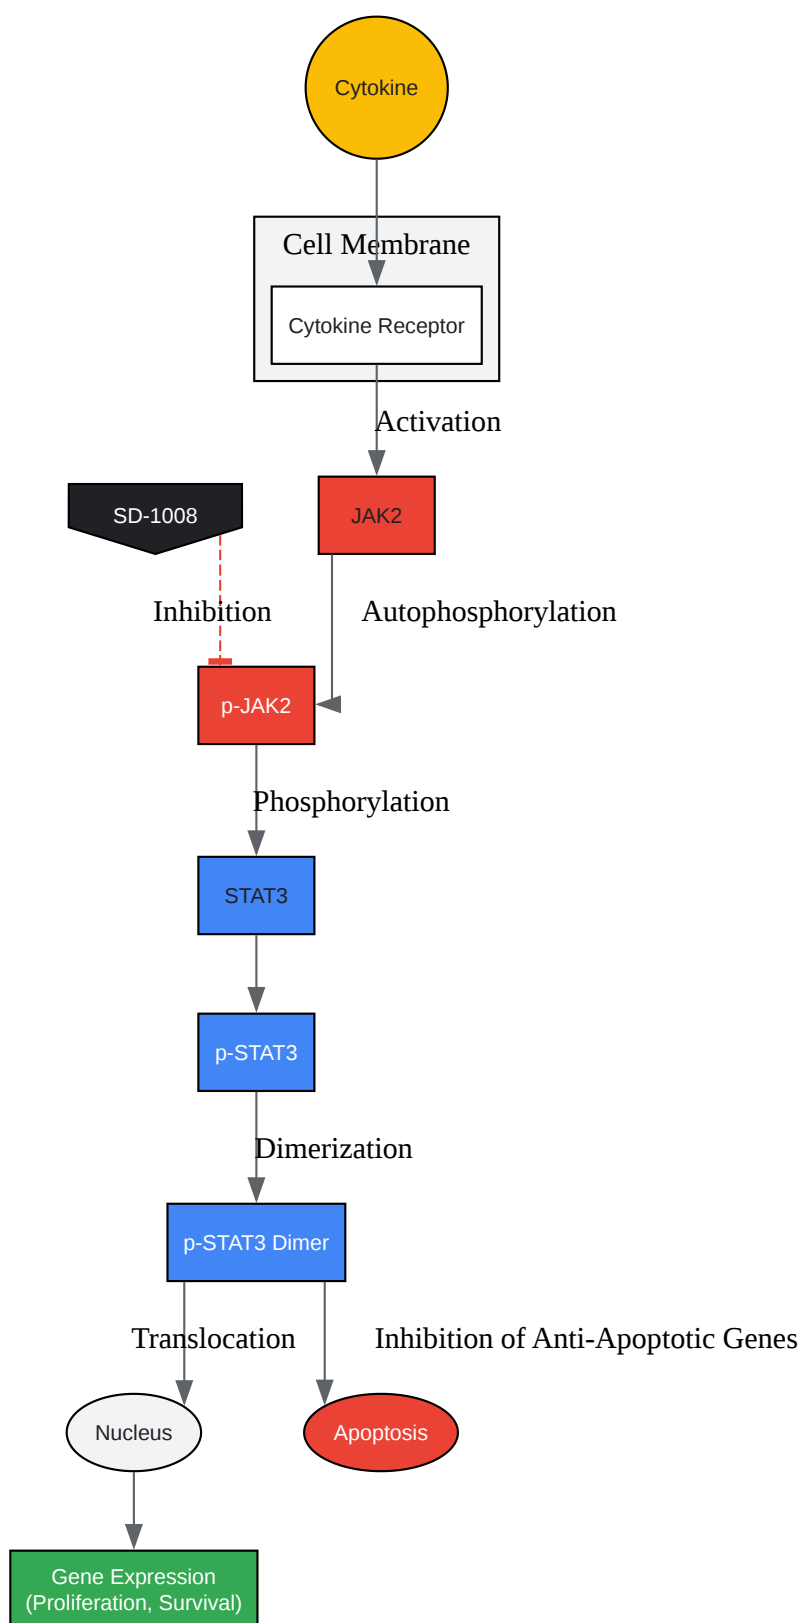 Cytokine
Cell Membrane
Cytokine Receptor
Activation
SD-1008
JAK2
Inhibition
Autophosphorylation
p-JAK2
Phosphorylation
STAT3
p-STAT3
Dimerization
p-STAT3 Dimer
Translocation
Inhibition of Anti-Apoptotic Genes
Nucleus
Apoptosis
Gene Expression
(Proliferation, Survival)